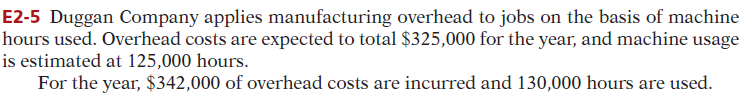 E2-5 Duggan Company applies manufacturing overhead to jobs on the basis of machine
hours used. Overhead costs are expected to total $325,000 for the year, and machine usage
is estimated at 125,000 hours.
For the year, $342,000 of overhead costs are incurred and 130,000 hours are used.